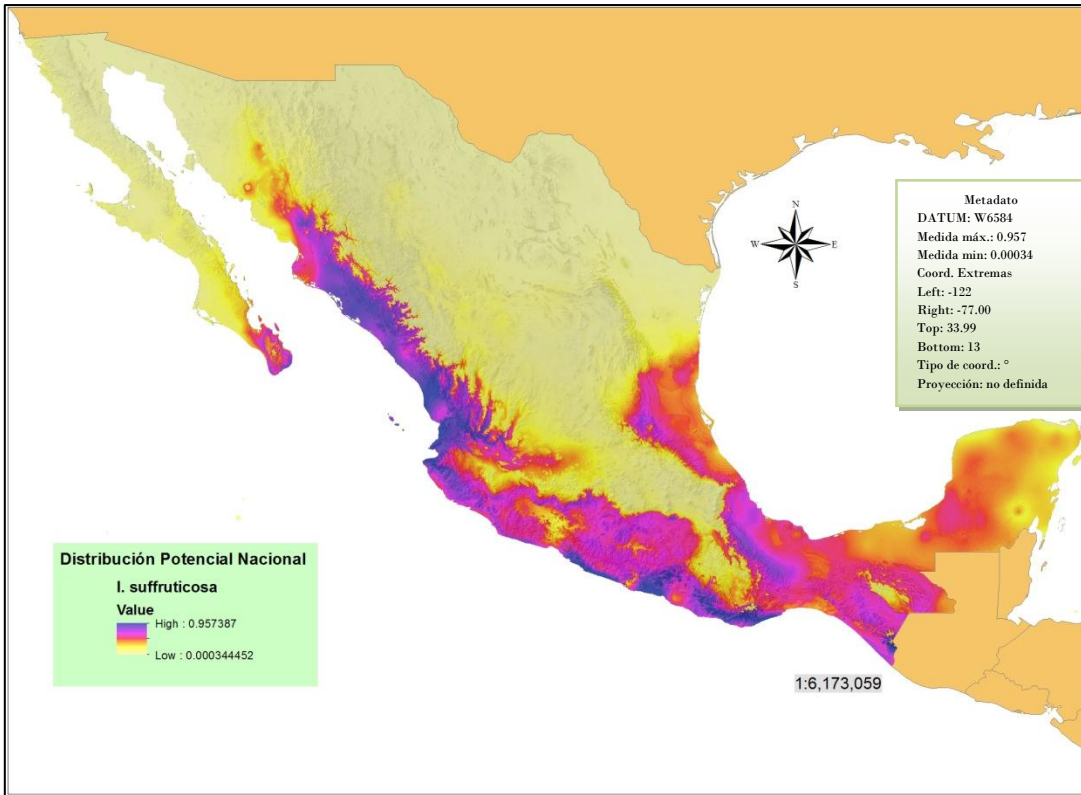 N
W E
S
Metadato
DATUM: W6584
Medida máx.: 0.957
Medida min: 0.00034
Coord. Extremas
Left: -122
Right: -77.00
Top: 33.99
Bottom: 13
Tipo de coord.: °
Proyección: no definida
Distribución Potencial Nacional
I. suffruticosa
Value
High : 0.957387
Low : 0.000344452
1:6,173,059